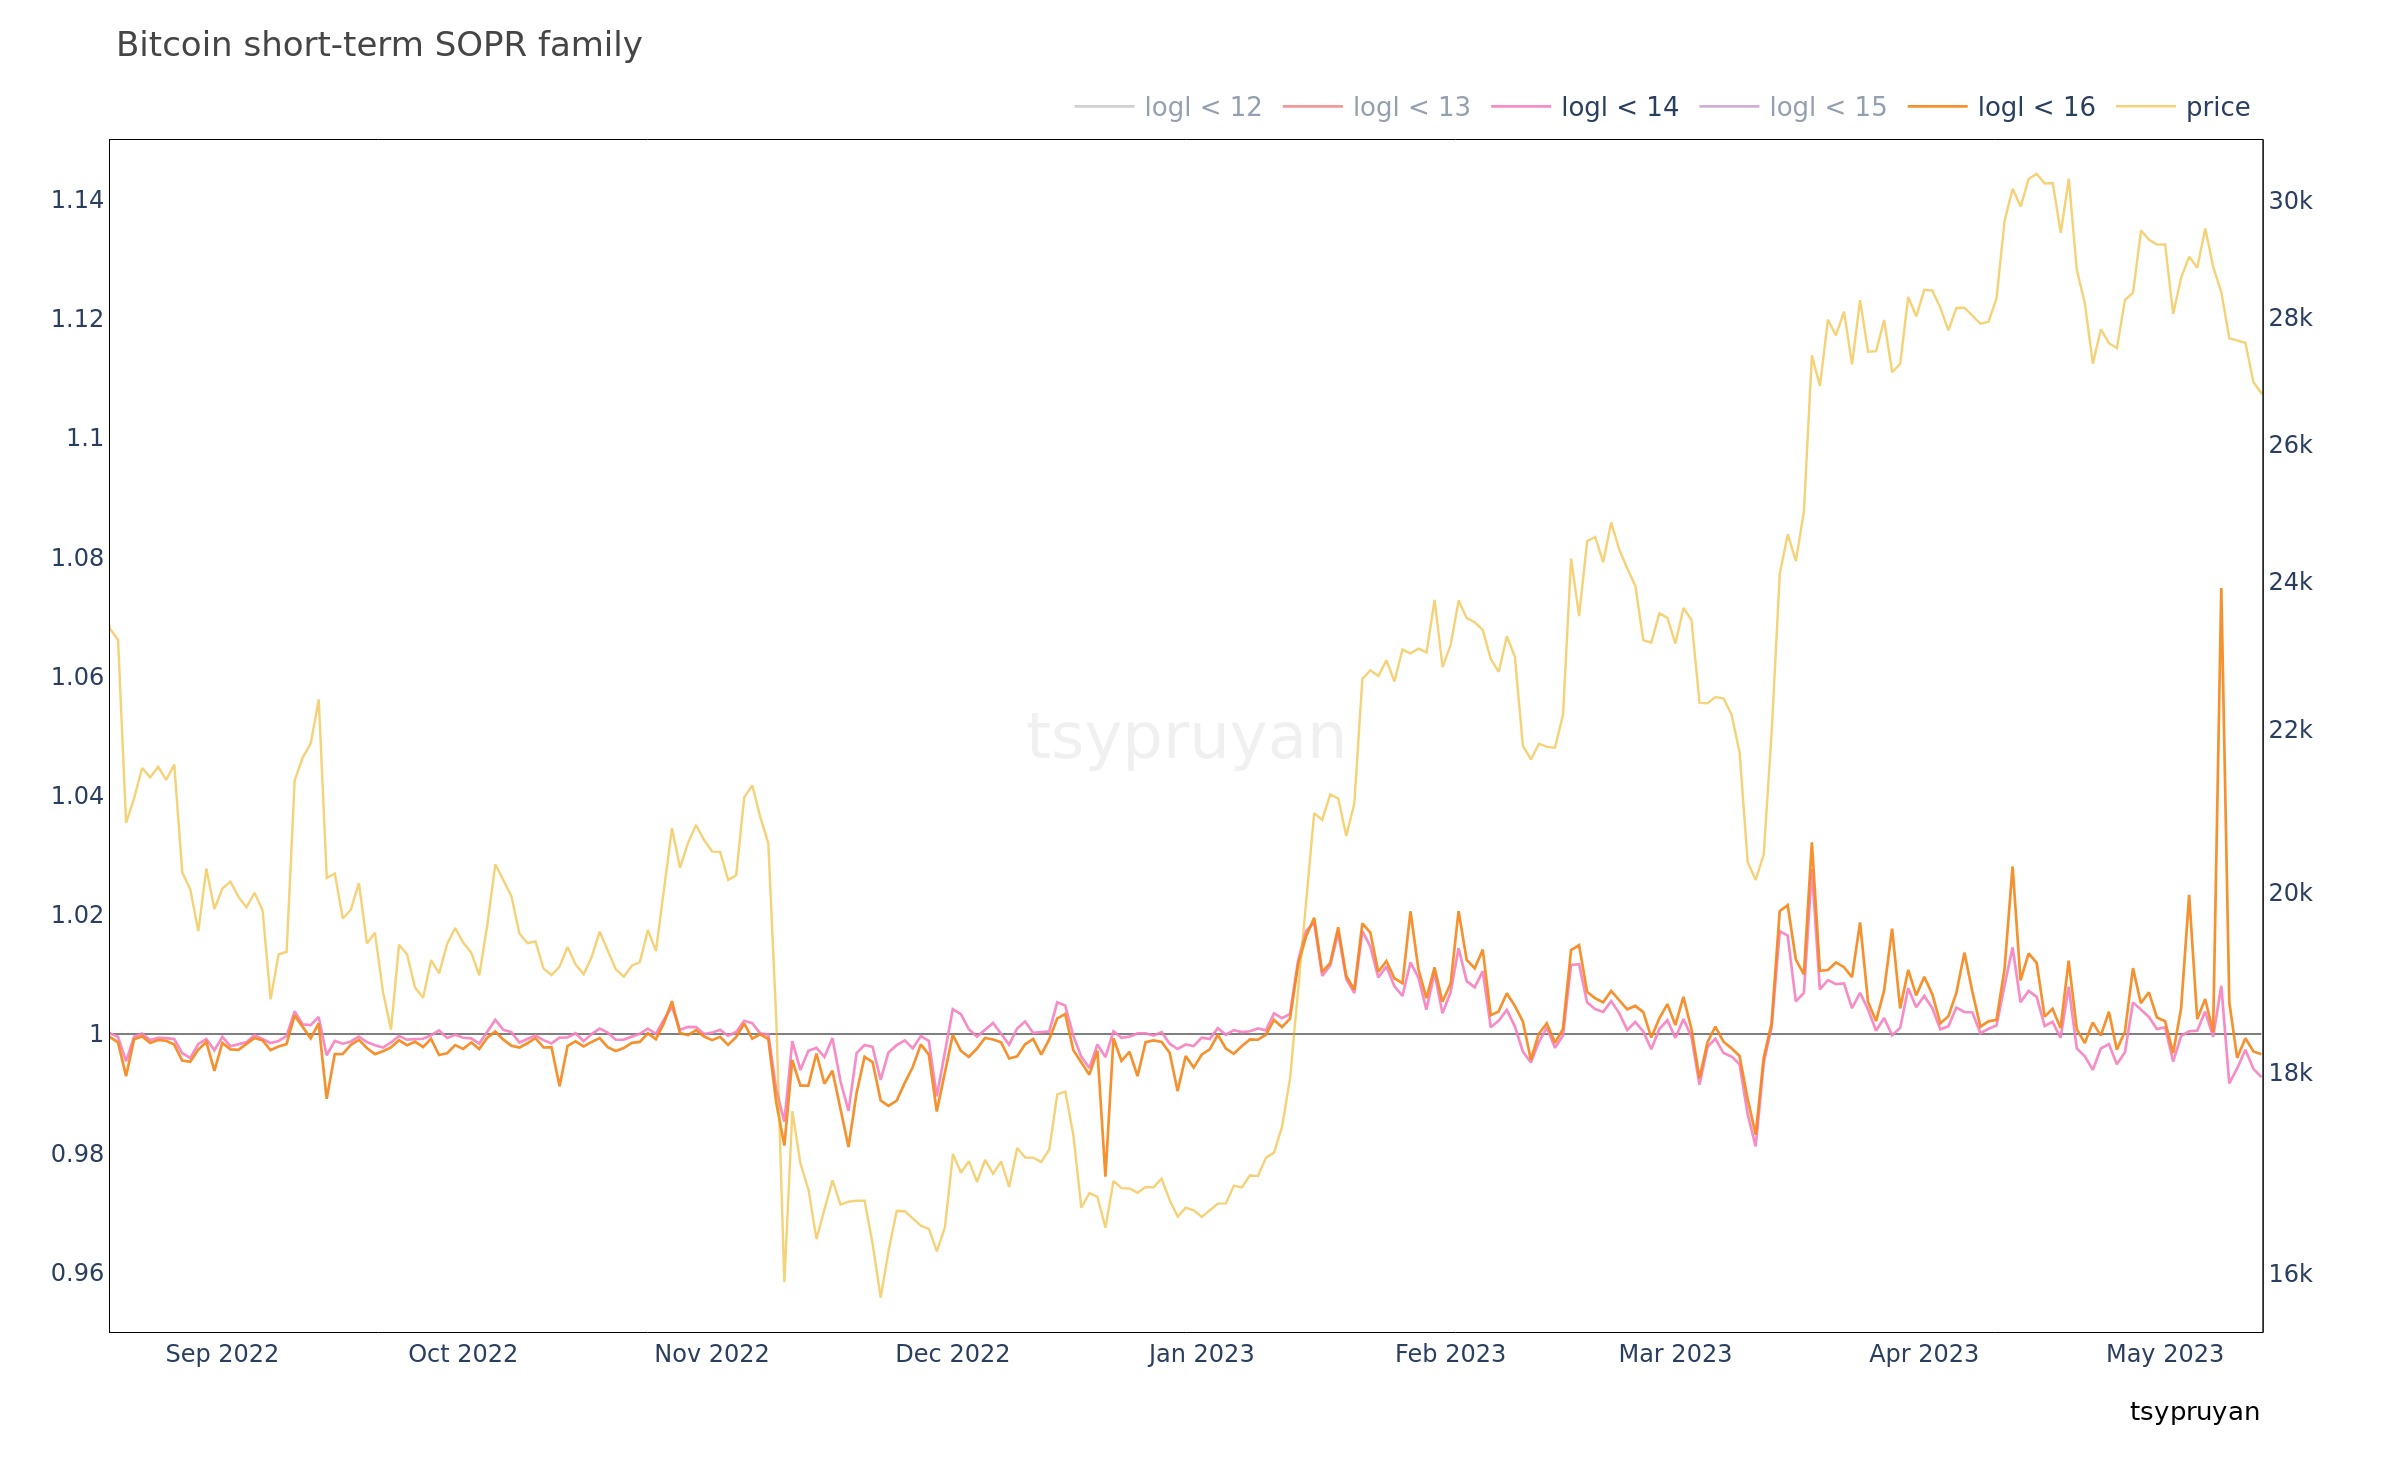 Bitcoin short-term SOPR family
logl < 12 logl < 13 logl < 14 logl < 15 logl < 16 price
1.14 30k
1.12 28k
1.1 26k
1.08 24k
1.06
tsypruyan 22k
1.04
1.02 20k
1
18k
0.98
0.96 16k
Sep 2022 Oct 2022 Nov 2022 Dec 2022 Jan 2023 Feb 2023 Mar 2023 Apr 2023 May 2023
tsypruyan